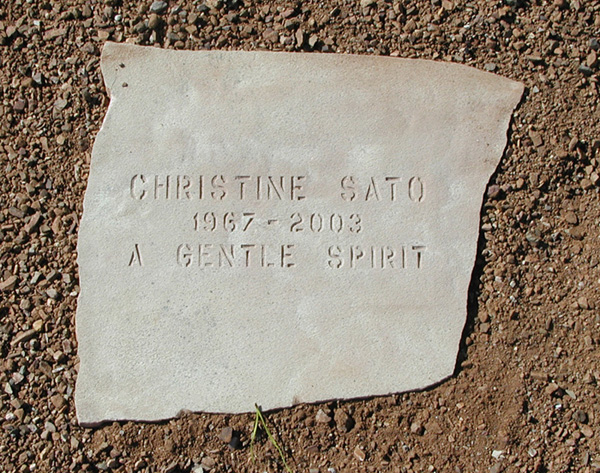 CHRISTINE SATO
1967-2003
A GENTLE SPIRIT